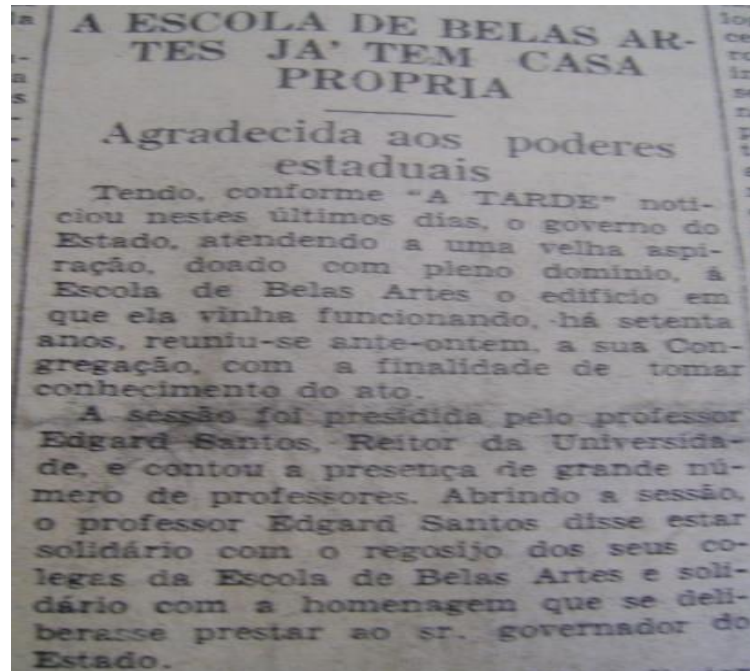 A ESCOLA DE BELAS AR-
TES JA' TEM CASA
PROPRIA
Agradecida aos poderes
estaduais
Tendo, conforme "A TARDE" noti-
ciou nestes últimos dias, o governo do
Estado, atendendo a uma velha aspi-
ração, doado com pleno dominio, á
Escola de Belas Artes o edificio em
que ela vinha funcionando, há setenta
anos, reuniu-se ante-ontem, a sua Con-
gregação, com a finalidade de tomar
conhecimento do ato.
A sessão foi presidida pelo professor
Edgard Santos, Reitor da Universida-
de, e contou a presença de grande nú-
mero de professores. Abrindo a sessão,
o professor Edgard Santos disse estar
solidário com o regosijo dos seus co-
legas da Escola de Belas Artes e soli-
dário com a homenagem que se deli-
berasse prestar ao sr. governador do
Estado.